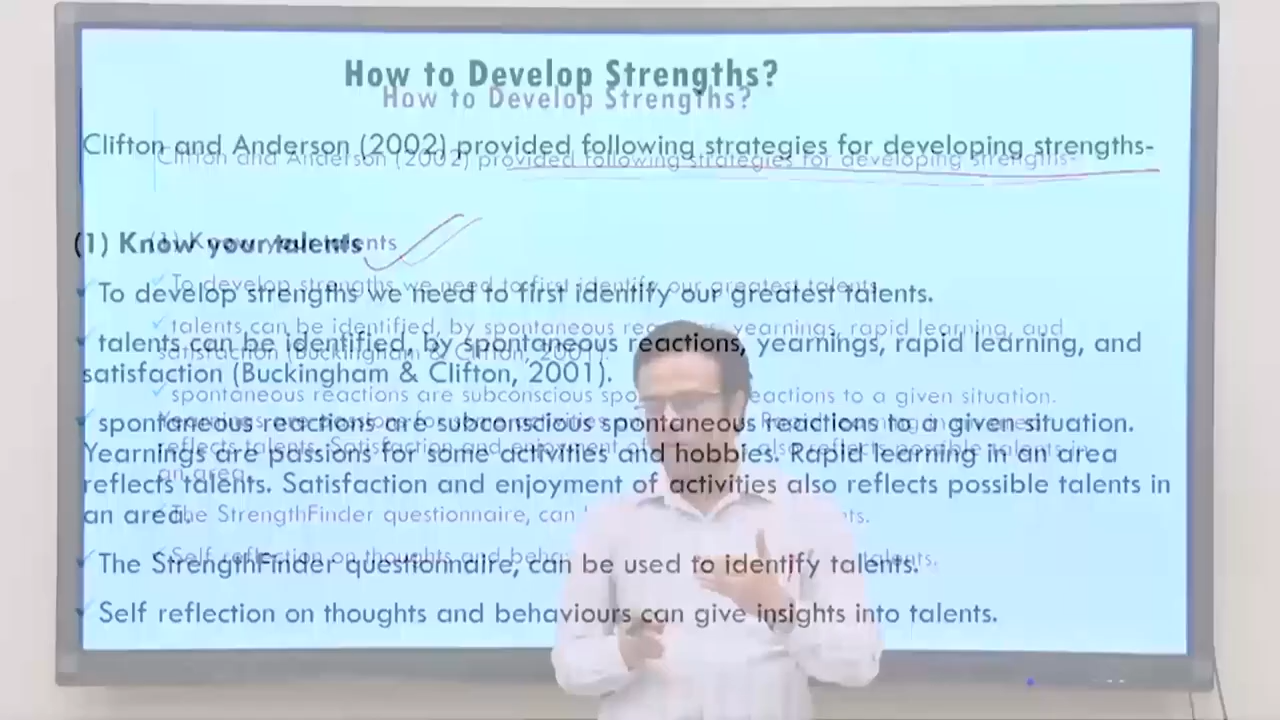 How to Develop Strengths?
Clifton and Anderson (2002) provided following strategies for developing strengths-
(1) Know your talents
To develop strengths we need to first identify our greatest talents.
talents can be identified, by spontaneous reactions, yearnings, rapid learning, and
satisfaction (Buckingham & Clifton, 2001).
spontaneous reactions are subconscious spontaneous reactions to a given situation.
Yearnings are passions for some activities and hobbies. Rapid learning in an area
reflects talents. Satisfaction and enjoyment of activities also reflects possible talents in
an area.
The StrengthFinder questionnaire, can be used to identify talents.
Self reflection on thoughts and behaviours can give insights into talents.